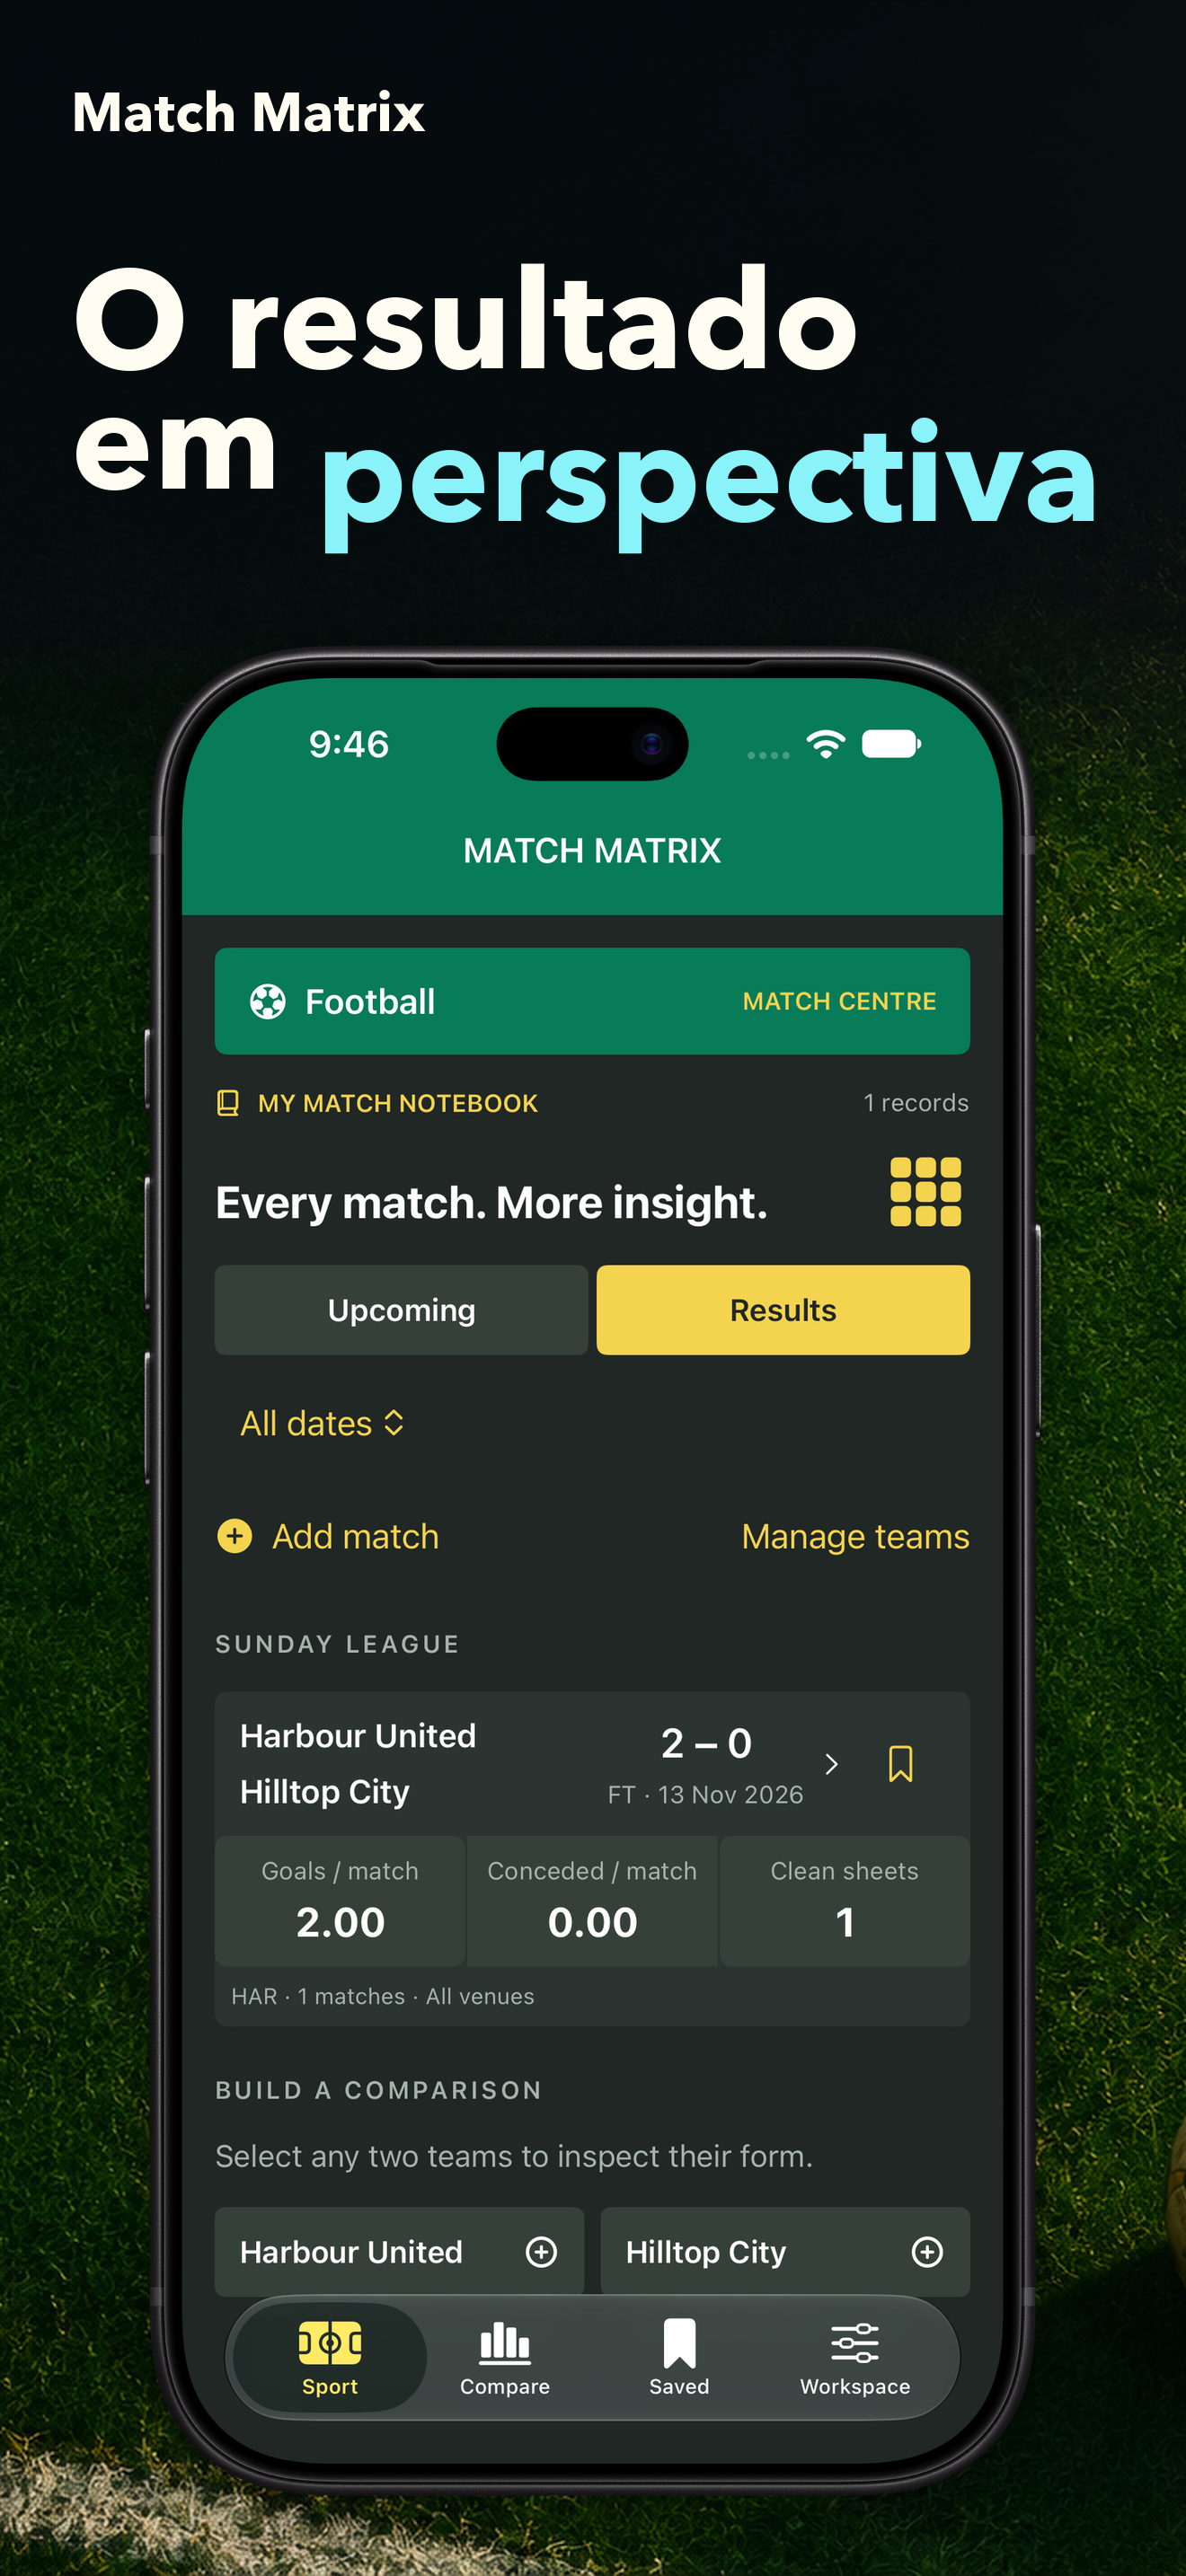 Match Matrix
O resultado
em perspectiva
9:46
MATCH MATRIX
Football MATCH CENTRE
MY MATCH NOTEBOOK 1 records
Every match. More insight.
Upcoming Results
All dates
Add match Manage teams
SUNDAY LEAGUE
Harbour United 2 – 0
Hilltop City FT · 13 Nov 2026
Goals / match Conceded / match Clean sheets
2.00 0.00 1
HAR · 1 matches · All venues
BUILD A COMPARISON
Select any two teams to inspect their form.
Harbour United Hilltop City
Sport Compare Saved Workspace